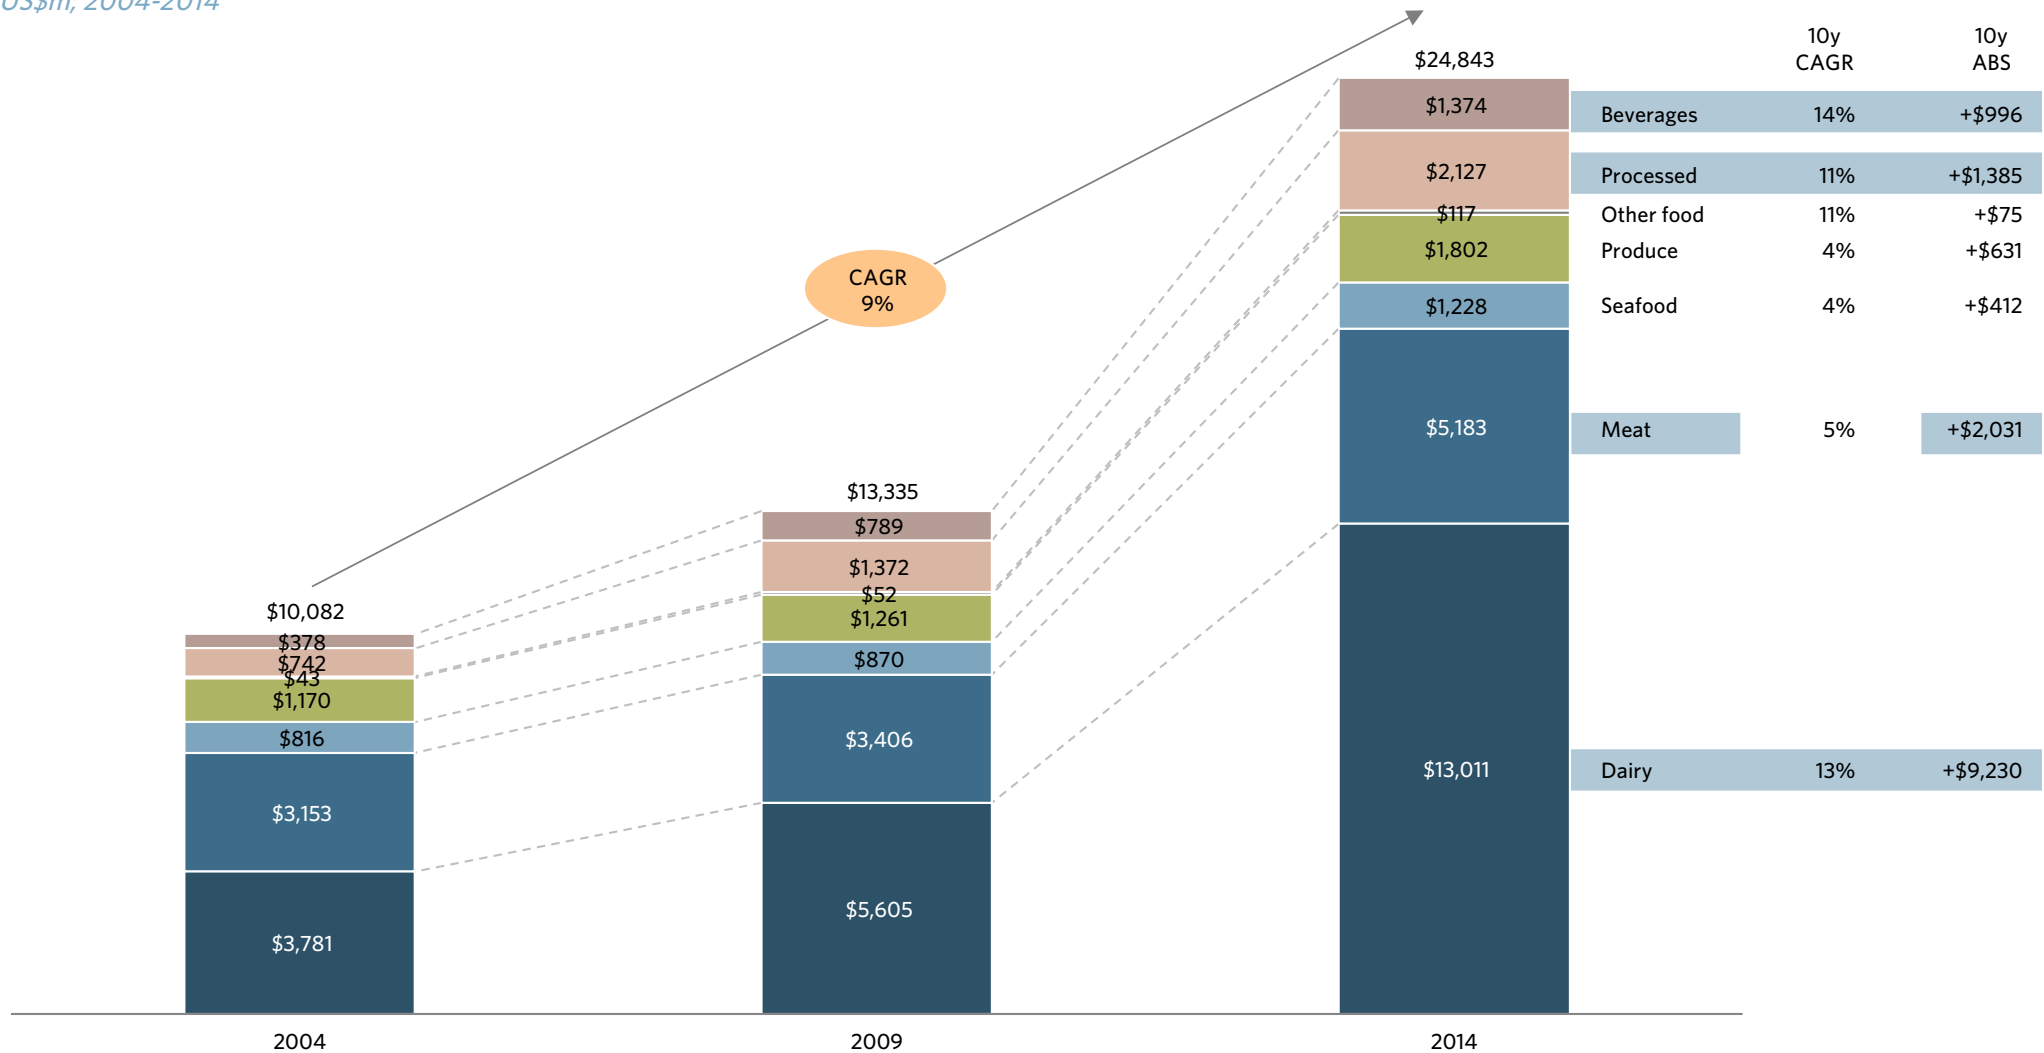 US$m, 2004-2014
10y CAGR
10y ABS
$24,843
$1,374
Beverages 14% +$996
$2,127
Processed 11% +$1,385
$117
Other food 11% +$75
$1,802
Produce 4% +$631
$1,228
Seafood 4% +$412
$5,183
Meat 5% +$2,031
$13,011
Dairy 13% +$9,230
CAGR
9%
$13,335
$789
$1,372
$52
$1,261
$870
$3,406
$5,605
$10,082
$378
$742
$43
$1,170
$816
$3,153
$3,781
2004 2009 2014